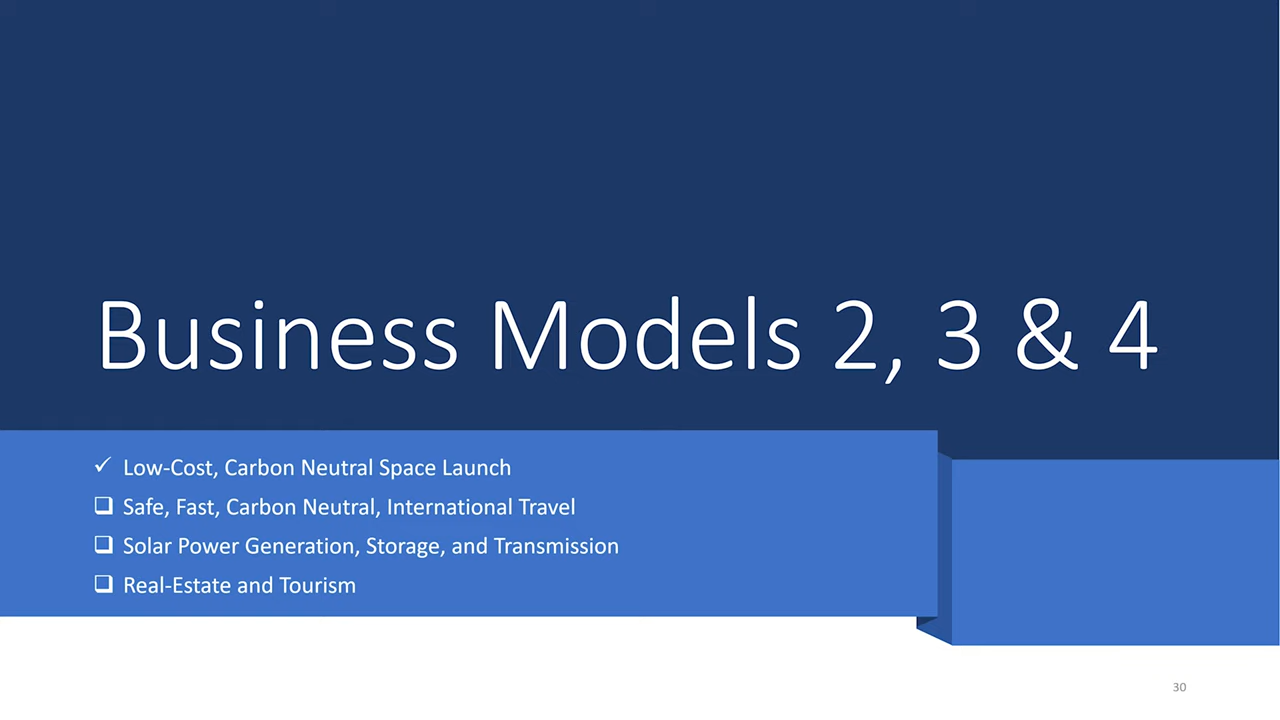 Business Models 2, 3 & 4
✓ Low-Cost, Carbon Neutral Space Launch
❑ Safe, Fast, Carbon Neutral, International Travel
❑ Solar Power Generation, Storage, and Transmission
❑ Real-Estate and Tourism
30